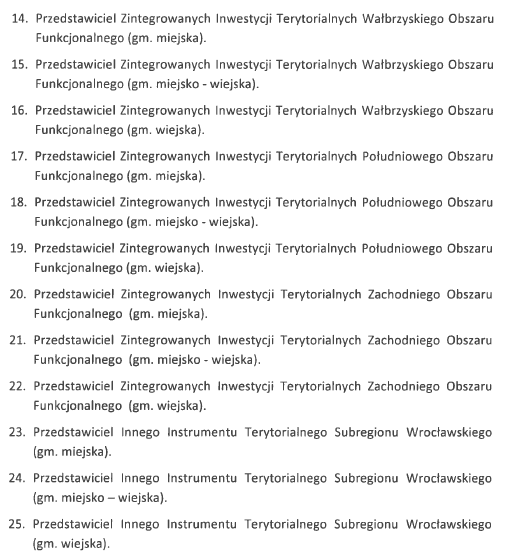 14. Przedstawiciel Zintegrowanych Inwestycji Terytorialnych Wałbrzyskiego Obszaru
Funkcjonalnego (gm. miejska).
15. Przedstawiciel Zintegrowanych Inwestycji Terytorialnych Wałbrzyskiego Obszaru
Funkcjonalnego (gm. miejsko - wiejska).
16. Przedstawiciel Zintegrowanych Inwestycji Terytorialnych Wałbrzyskiego Obszaru
Funkcjonalnego (gm. wiejska).
17. Przedstawiciel Zintegrowanych Inwestycji Terytorialnych Południowego Obszaru
Funkcjonalnego (gm. miejska).
18. Przedstawiciel Zintegrowanych Inwestycji Terytorialnych Południowego Obszaru
Funkcjonalnego (gm. miejsko - wiejska).
19. Przedstawiciel Zintegrowanych Inwestycji Terytorialnych Południowego Obszaru
Funkcjonalnego (gm. wiejska).
20. Przedstawiciel Zintegrowanych Inwestycji Terytorialnych Zachodniego Obszaru
Funkcjonalnego (gm. miejska).
21. Przedstawiciel Zintegrowanych Inwestycji Terytorialnych Zachodniego Obszaru
Funkcjonalnego (gm. miejsko - wiejska).
22. Przedstawiciel Zintegrowanych Inwestycji Terytorialnych Zachodniego Obszaru
Funkcjonalnego (gm. wiejska).
23. Przedstawiciel Innego Instrumentu Terytorialnego Subregionu Wrocławskiego
(gm. miejska).
24. Przedstawiciel Innego Instrumentu Terytorialnego Subregionu Wrocławskiego
(gm. miejsko – wiejska).
25. Przedstawiciel Innego Instrumentu Terytorialnego Subregionu Wrocławskiego
(gm. wiejska).